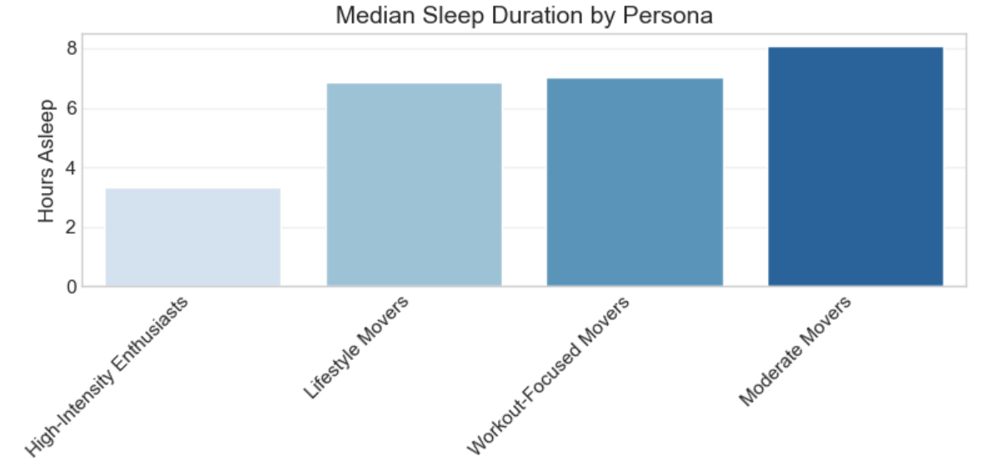 Median Sleep Duration by Persona
Hours Asleep
8
6
4
2
0
High-Intensity Enthusiasts
Lifestyle Movers
Workout-Focused Movers
Moderate Movers